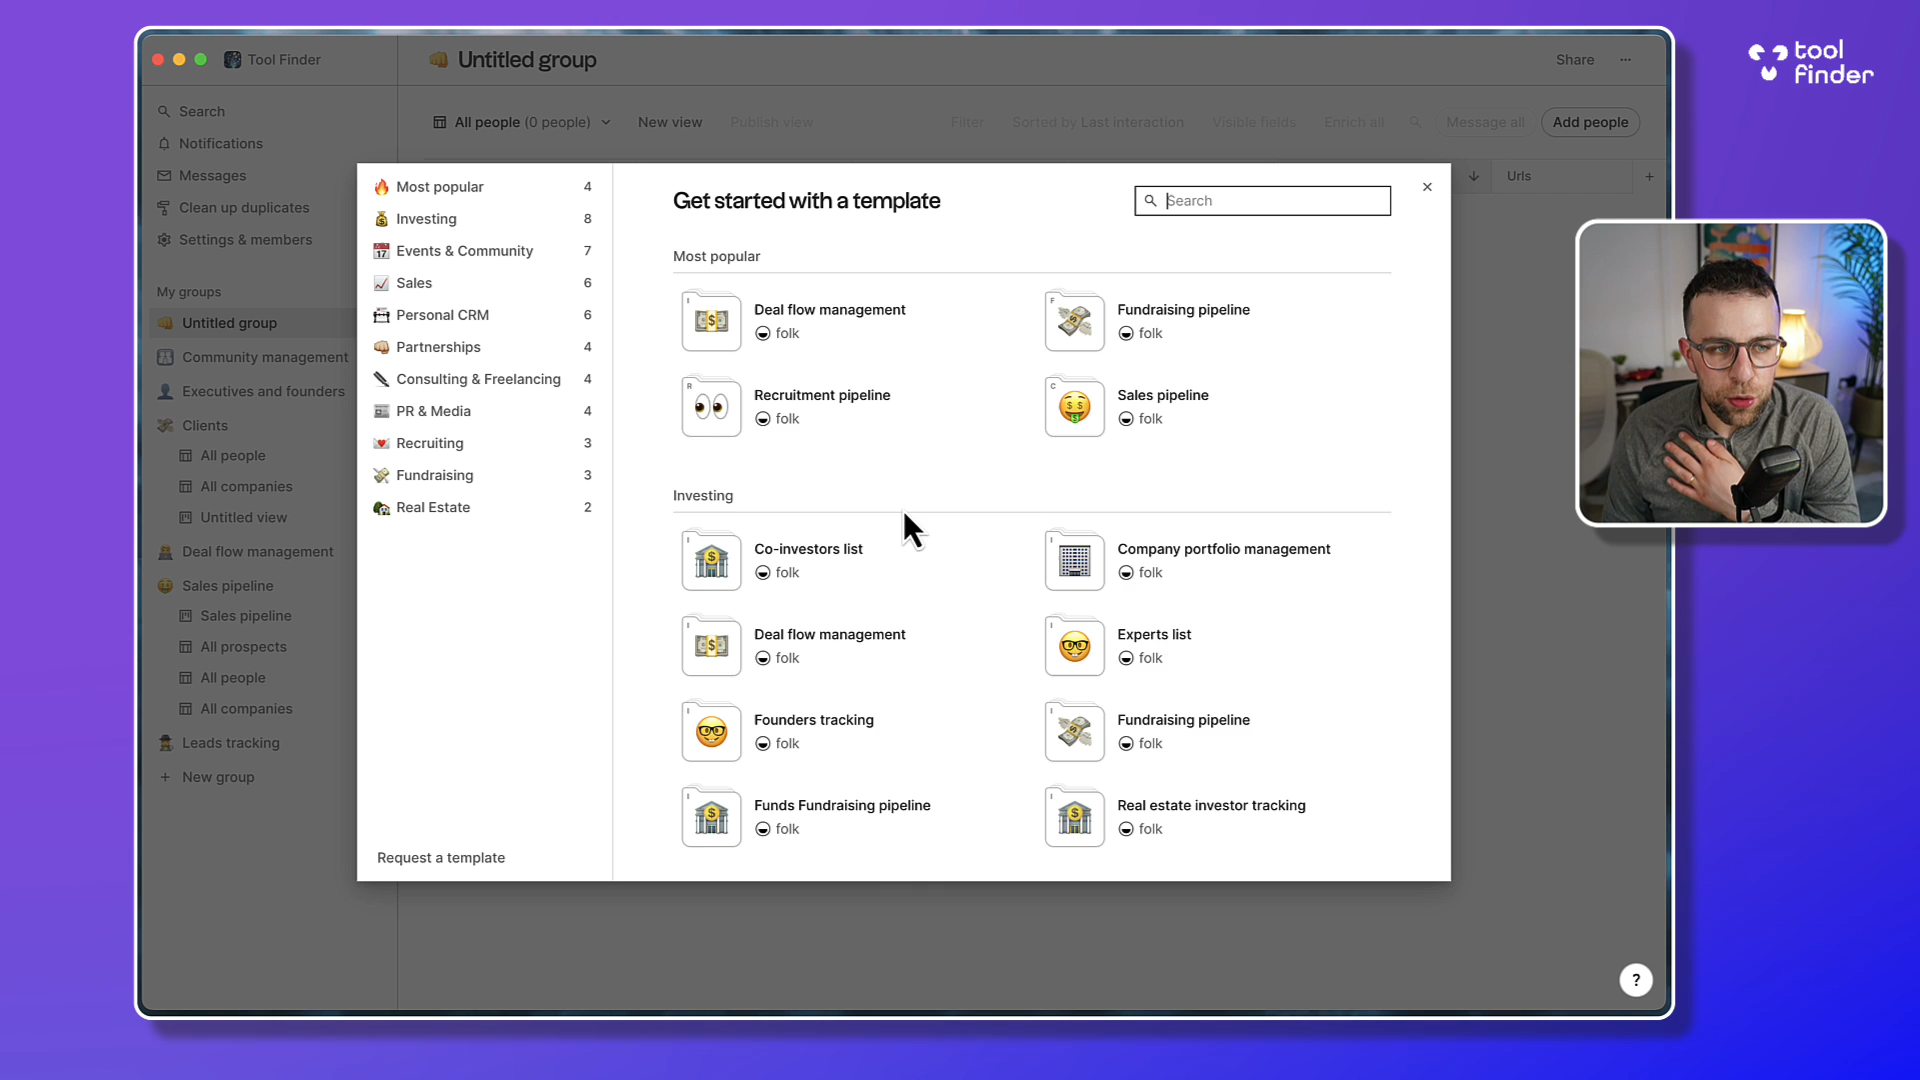 Tool Finder
Untitled group
Share
tool
finder
Search
Notifications
Messages
Clean up duplicates
Settings & members
My groups
Untitled group
Community management
Executives and founders
Clients
All people
All companies
Untitled view
Deal flow management
Sales pipeline
Sales pipeline
All prospects
All people
All companies
Leads tracking
+ New group
All people (0 people)
New view
Publish view
Filter
Sorted by Last interaction
Visible fields
Enrich all
Message all
Add people
Urls
+
Most popular 4
Investing 8
Events & Community 7
Sales 6
Personal CRM 6
Partnerships 4
Consulting & Freelancing 4
PR & Media 4
Recruiting 3
Fundraising 3
Real Estate 2
Request a template
Get started with a template
Search
Most popular
Deal flow management
folk
Fundraising pipeline
folk
Recruitment pipeline
folk
Sales pipeline
folk
Investing
Co-investors list
folk
Company portfolio management
folk
Deal flow management
folk
Experts list
folk
Founders tracking
folk
Fundraising pipeline
folk
Funds Fundraising pipeline
folk
Real estate investor tracking
folk
?